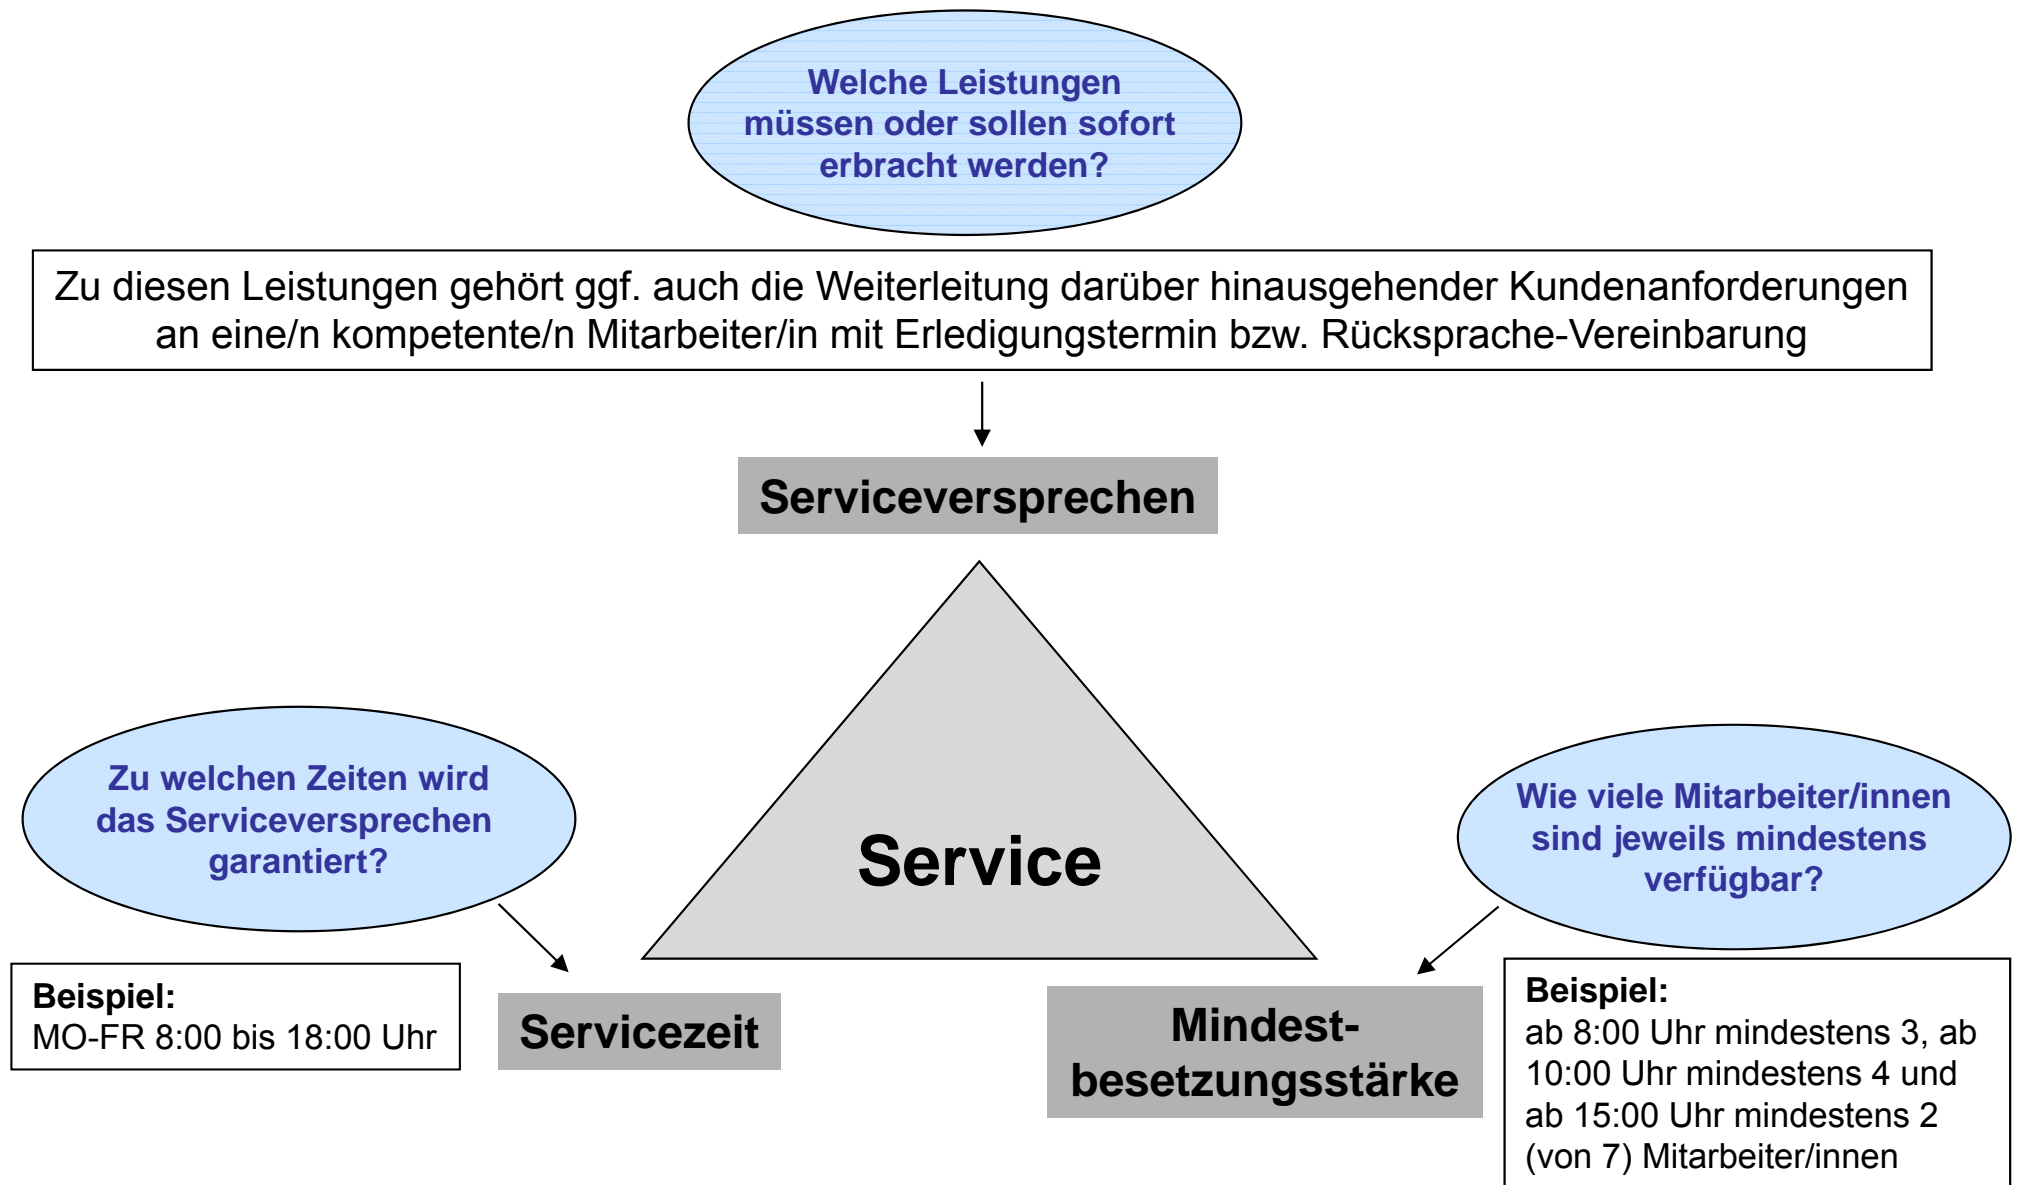 Welche Leistungen
müssen oder sollen sofort
erbracht werden?
Zu diesen Leistungen gehört ggf. auch die Weiterleitung darüber hinausgehender Kundenanforderungen
an eine/n kompetente/n Mitarbeiter/in mit Erledigungstermin bzw. Rücksprache-Vereinbarung
Serviceversprechen
Service
Zu welchen Zeiten wird
das Serviceversprechen
garantiert?
Beispiel:
MO-FR 8:00 bis 18:00 Uhr
Servicezeit
Wie viele Mitarbeiter/innen
sind jeweils mindestens
verfügbar?
Mindest-
besetzungsstärke
Beispiel:
ab 8:00 Uhr mindestens 3, ab
10:00 Uhr mindestens 4 und
ab 15:00 Uhr mindestens 2
(von 7) Mitarbeiter/innen